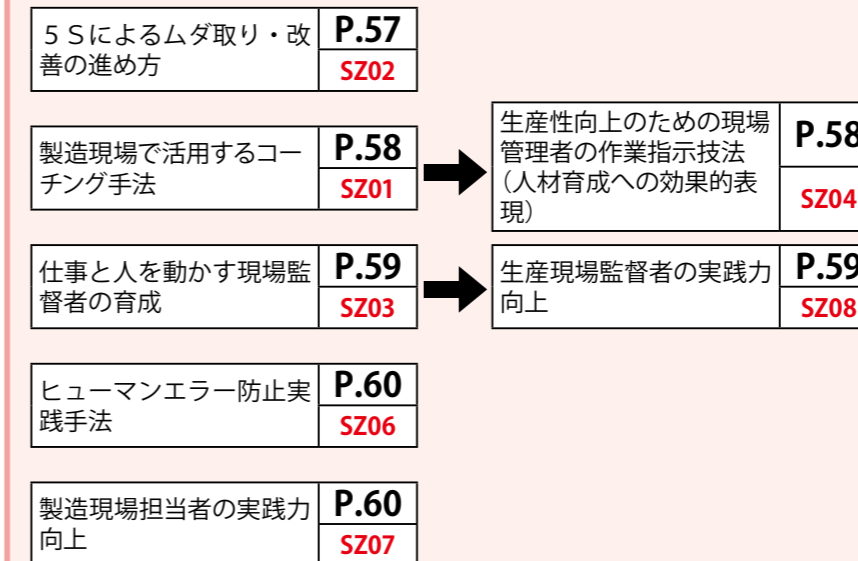 ５Ｓによるムダ取り・改
善の進め方
P.57
SZ02
製造現場で活用するコー
チング手法
P.58
SZ01
生産性向上のための現場
管理者の作業指示技法
（人材育成への効果的表
現）
P.58
SZ04
仕事と人を動かす現場監
督者の育成
P.59
SZ03
生産現場監督者の実践力
向上
P.59
SZ08
ヒューマンエラー防止実
践手法
P.60
SZ06
製造現場担当者の実践力
向上
P.60
SZ07